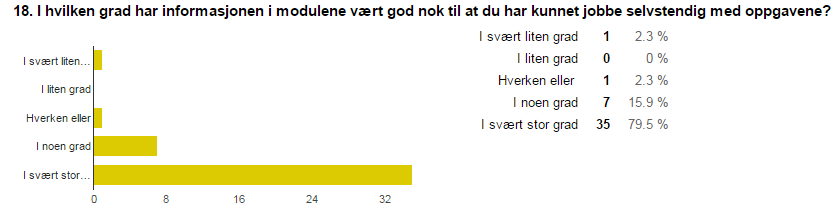 18. I hvilken grad har informasjonen i modulene vært god nok til at du har kunnet jobbe selvstendig med oppgavene?
I svært liten...
I liten grad
Hverken eller
I noen grad
I svært stor...
0 8 16 24 32
I svært liten grad 1 2.3 %
I liten grad 0 0 %
Hverken eller 1 2.3 %
I noen grad 7 15.9 %
I svært stor grad 35 79.5 %